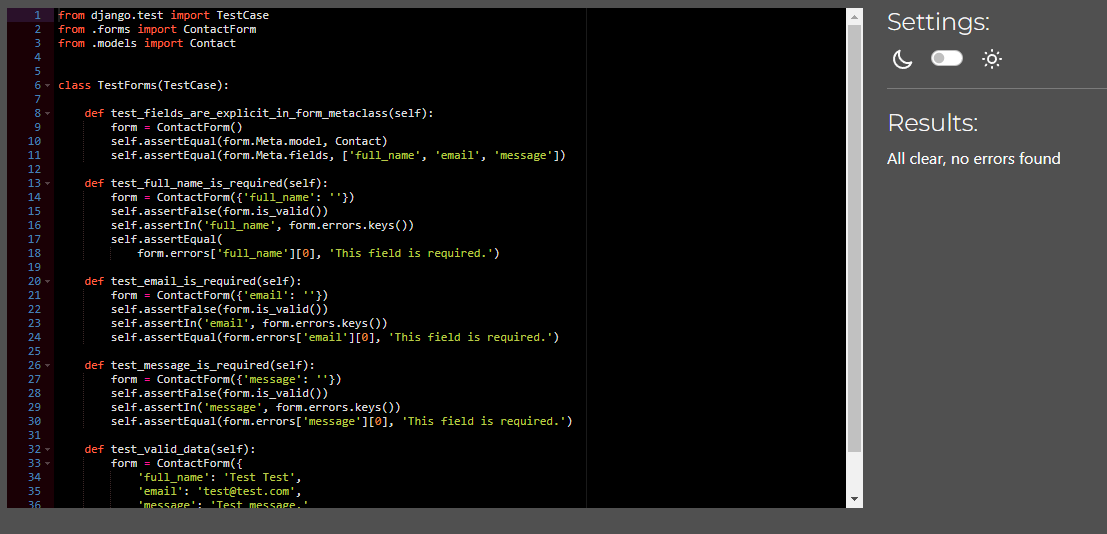 1 from django.test import TestCase
2 from .forms import ContactForm
3 from .models import Contact
4
5
6 class TestForms(TestCase):
7
8     def test_fields_are_explicit_in_form_metaclass(self):
9         form = ContactForm()
10         self.assertEqual(form.Meta.model, Contact)
11         self.assertEqual(form.Meta.fields, ['full_name', 'email', 'message'])
12
13     def test_full_name_is_required(self):
14         form = ContactForm({'full_name': ''})
15         self.assertFalse(form.is_valid())
16         self.assertIn('full_name', form.errors.keys())
17         self.assertEqual(
18             form.errors['full_name'][0], 'This field is required.')
19
20     def test_email_is_required(self):
21         form = ContactForm({'email': ''})
22         self.assertFalse(form.is_valid())
23         self.assertIn('email', form.errors.keys())
24         self.assertEqual(form.errors['email'][0], 'This field is required.')
25
26     def test_message_is_required(self):
27         form = ContactForm({'message': ''})
28         self.assertFalse(form.is_valid())
29         self.assertIn('message', form.errors.keys())
30         self.assertEqual(form.errors['message'][0], 'This field is required.')
31
32     def test_valid_data(self):
33         form = ContactForm({
34             'full_name': 'Test Test',
35             'email': 'test@test.com',
36             'message': 'Test message.'
Settings:
Results:
All clear, no errors found